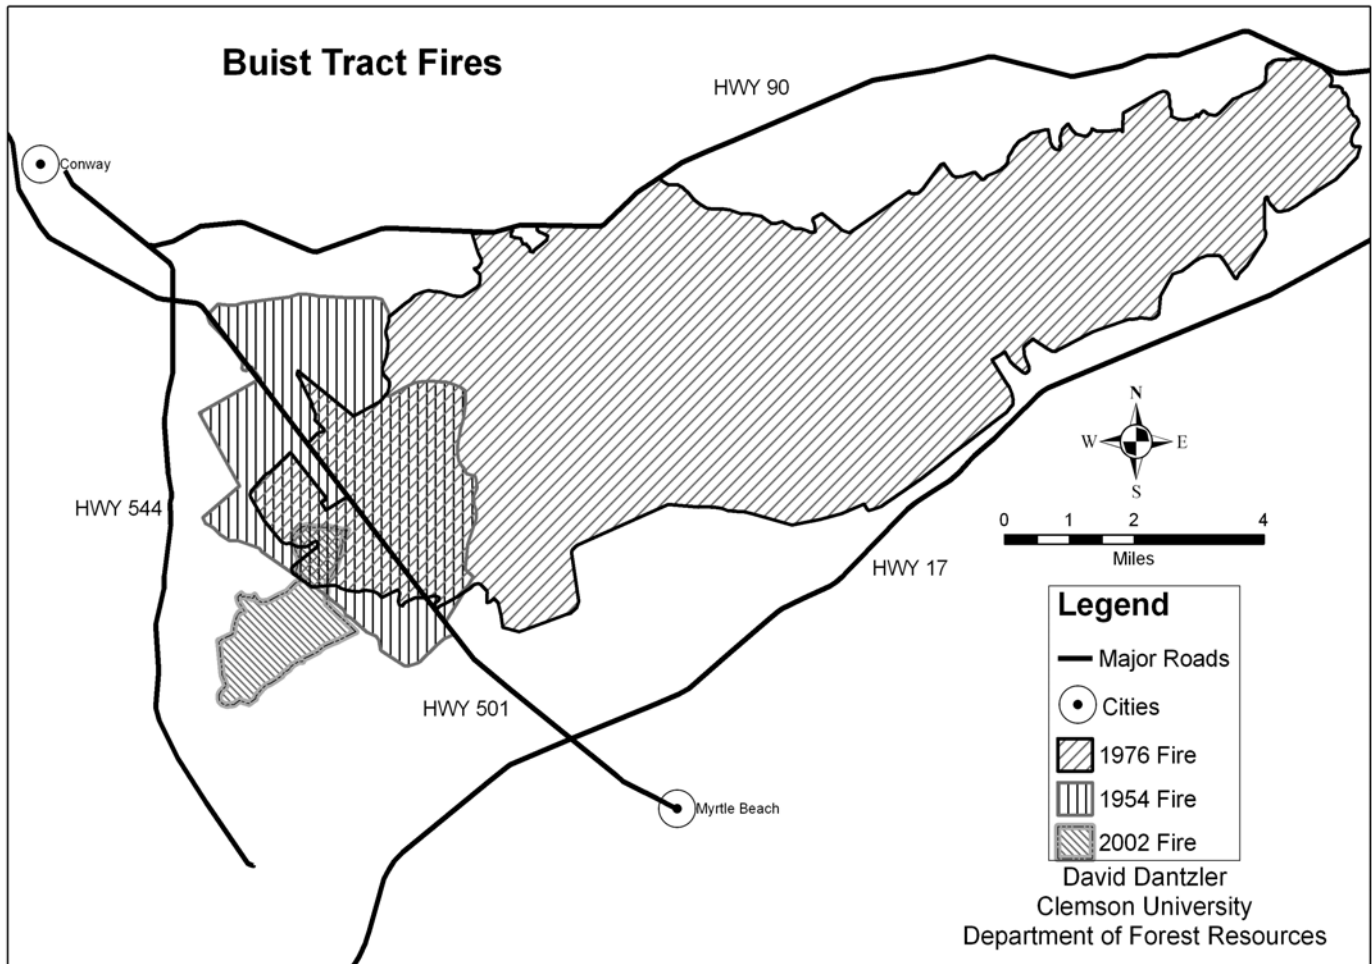 Buist Tract Fires
HWY 90
Conway
HWY 544
HWY 501
HWY 17
Myrtle Beach
N
W E
S
0 1 2 4
Miles
Legend
Major Roads
Cities
1976 Fire
1954 Fire
2002 Fire
David Dantzler
Clemson University
Department of Forest Resources